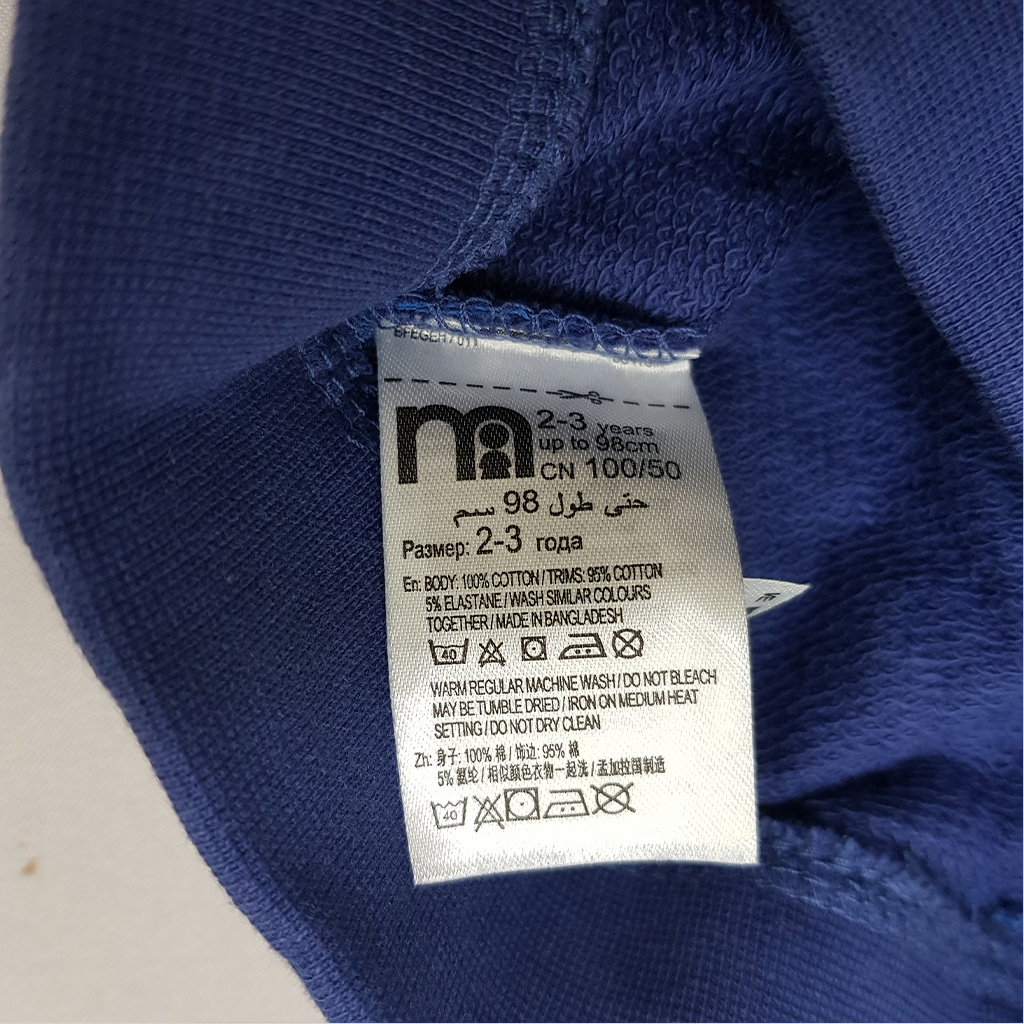 2-3 years
up to 98cm
CN 100/50
حتى طول 98 سم
Размер: 2-3 года
En: BODY: 100% COTTON / TRIMS: 95% COTTON
5% ELASTANE / WASH SIMILAR COLOURS
TOGETHER / MADE IN BANGLADESH
40
WARM REGULAR MACHINE WASH / DO NOT BLEACH
MAY BE TUMBLE DRIED / IRON ON MEDIUM HEAT
SETTING / DO NOT DRY CLEAN
Zh: 身子: 100% 棉 / 饰边: 95% 棉
5% 氨纶 / 相似颜色衣物一起洗 / 孟加拉国制造
40